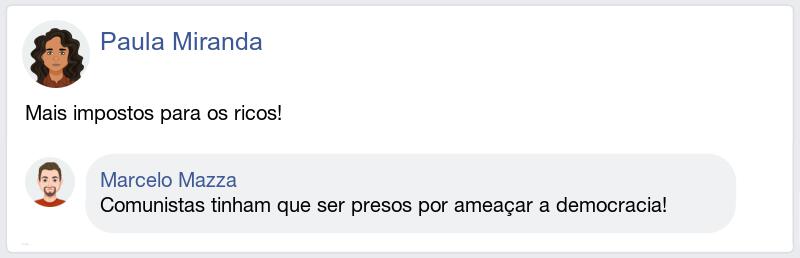 Paula Miranda
Mais impostos para os ricos!
Marcelo Mazza
Comunistas tinham que ser presos por ameaçar a democracia!